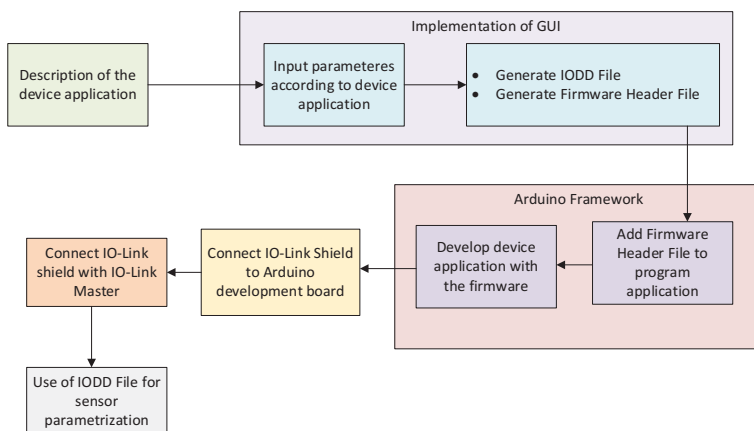 Implementation of GUI
Description of the
device application
Input parameteres
according to device
application
• Generate IODD File
• Generate Firmware Header File
Arduino Framework
Add Firmware
Header File to
program
application
Develop device
application with
the firmware
Connect IO-Link Shield
to Arduino
development board
Connect IO-Link
shield with IO-Link
Master
Use of IODD File for
sensor
parametrization